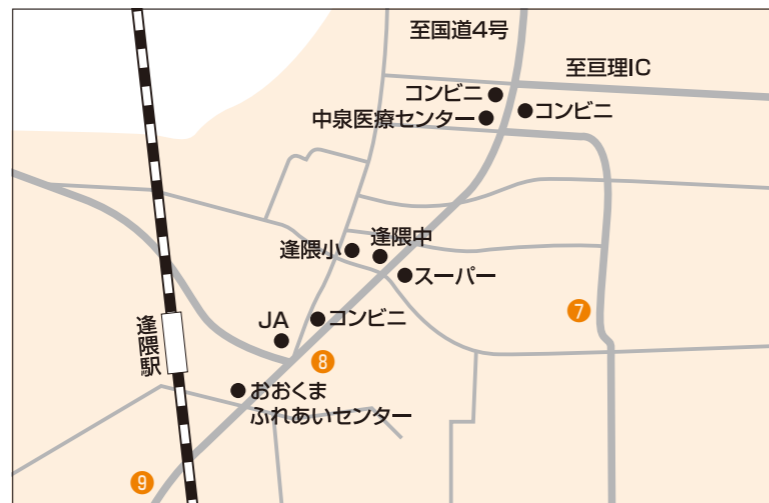 至国道4号
至亘理IC
コンビニ
コンビニ
中泉医療センター
逢隈小
逢隈中
スーパー
7
コンビニ
JA
逢隈駅
8
おおくま
ふれあいセンター
9